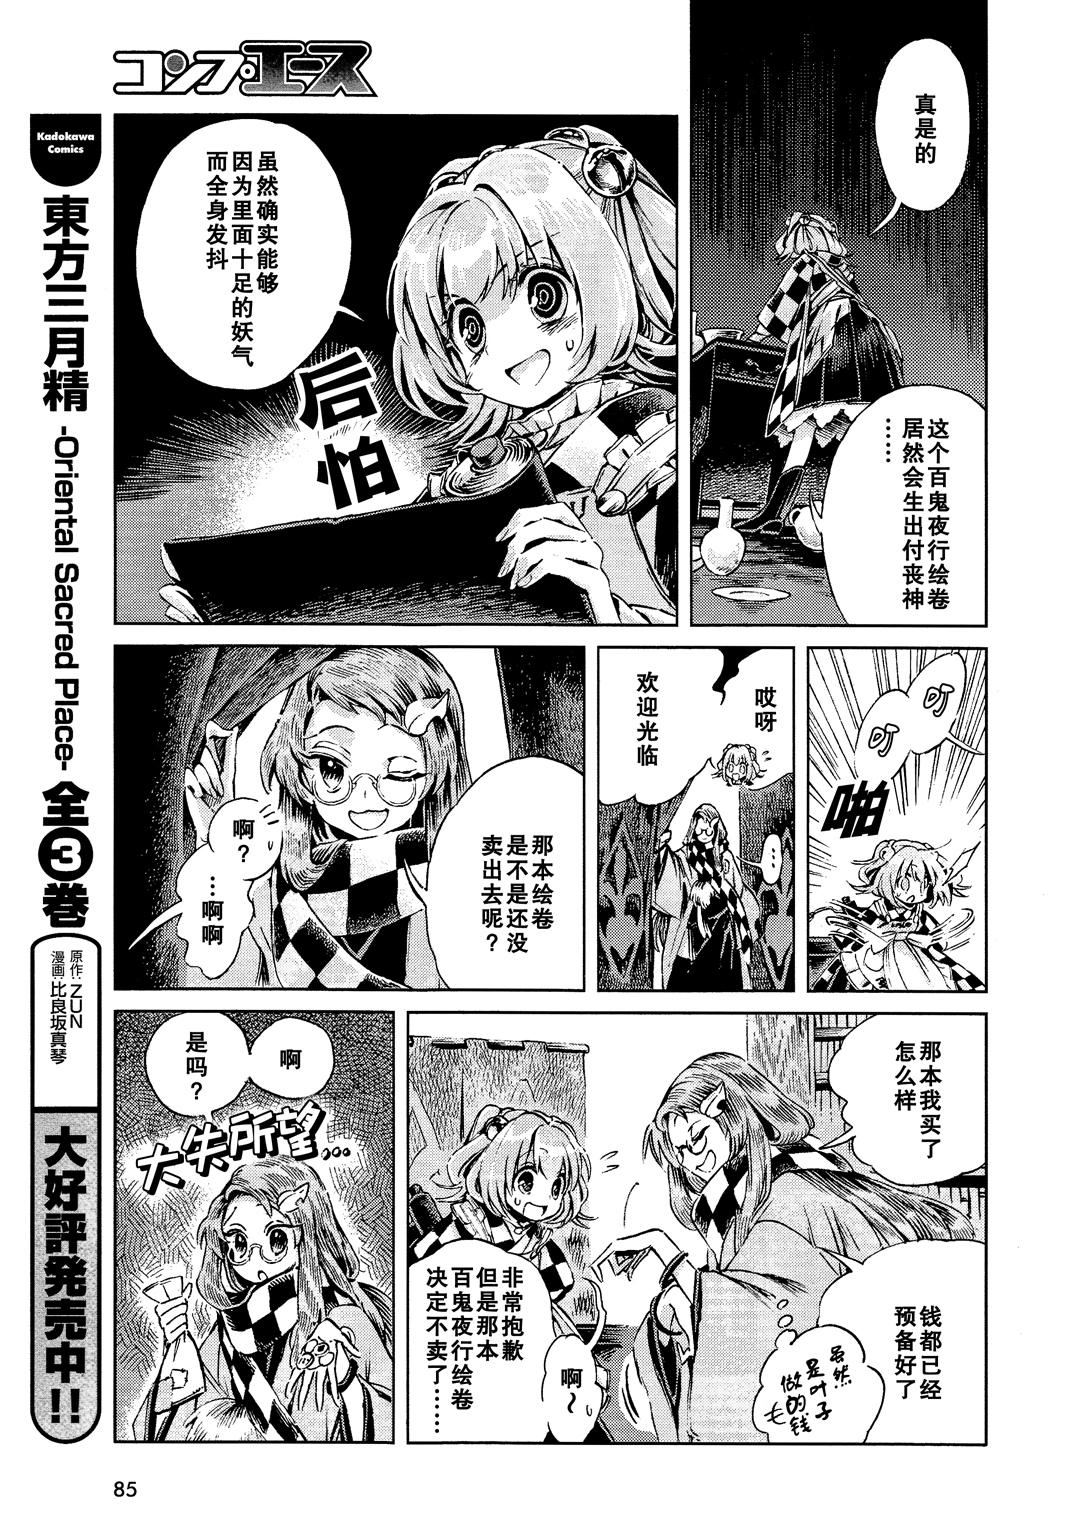 コンプエース
Kadokawa
Comics
東方三月精
-Oriental Sacred Place-
全3巻
原作:ZUN
漫画:比良坂真琴
大好評発売中!!
真是的
这个百鬼夜行绘卷
居然会生出付丧神
……
虽然确实能够
因为里面十足的妖气
而全身发抖
后怕
叮
叮
啪
哎呀
欢迎光临
…
那本绘卷
是不是还没
卖出去呢?
啊?
…啊啊
那本我买了
怎么样
钱都已经
预备好了
虽然
是叶子
做的钱
非常抱歉
但是那本
百鬼夜行绘卷
决定不卖了……
啊~
啊
是吗?
大失所望…
85